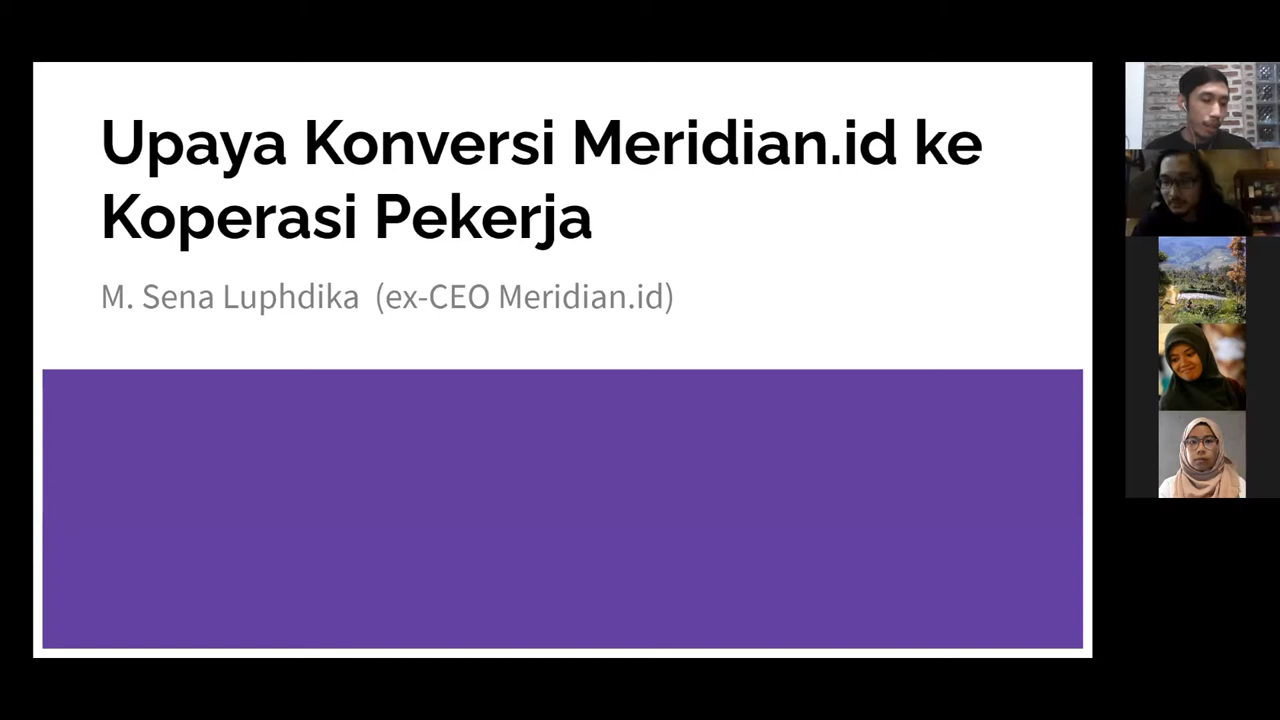 Upaya Konversi Meridian.id ke
Koperasi Pekerja
M. Sena Luphdika (ex-CEO Meridian.id)